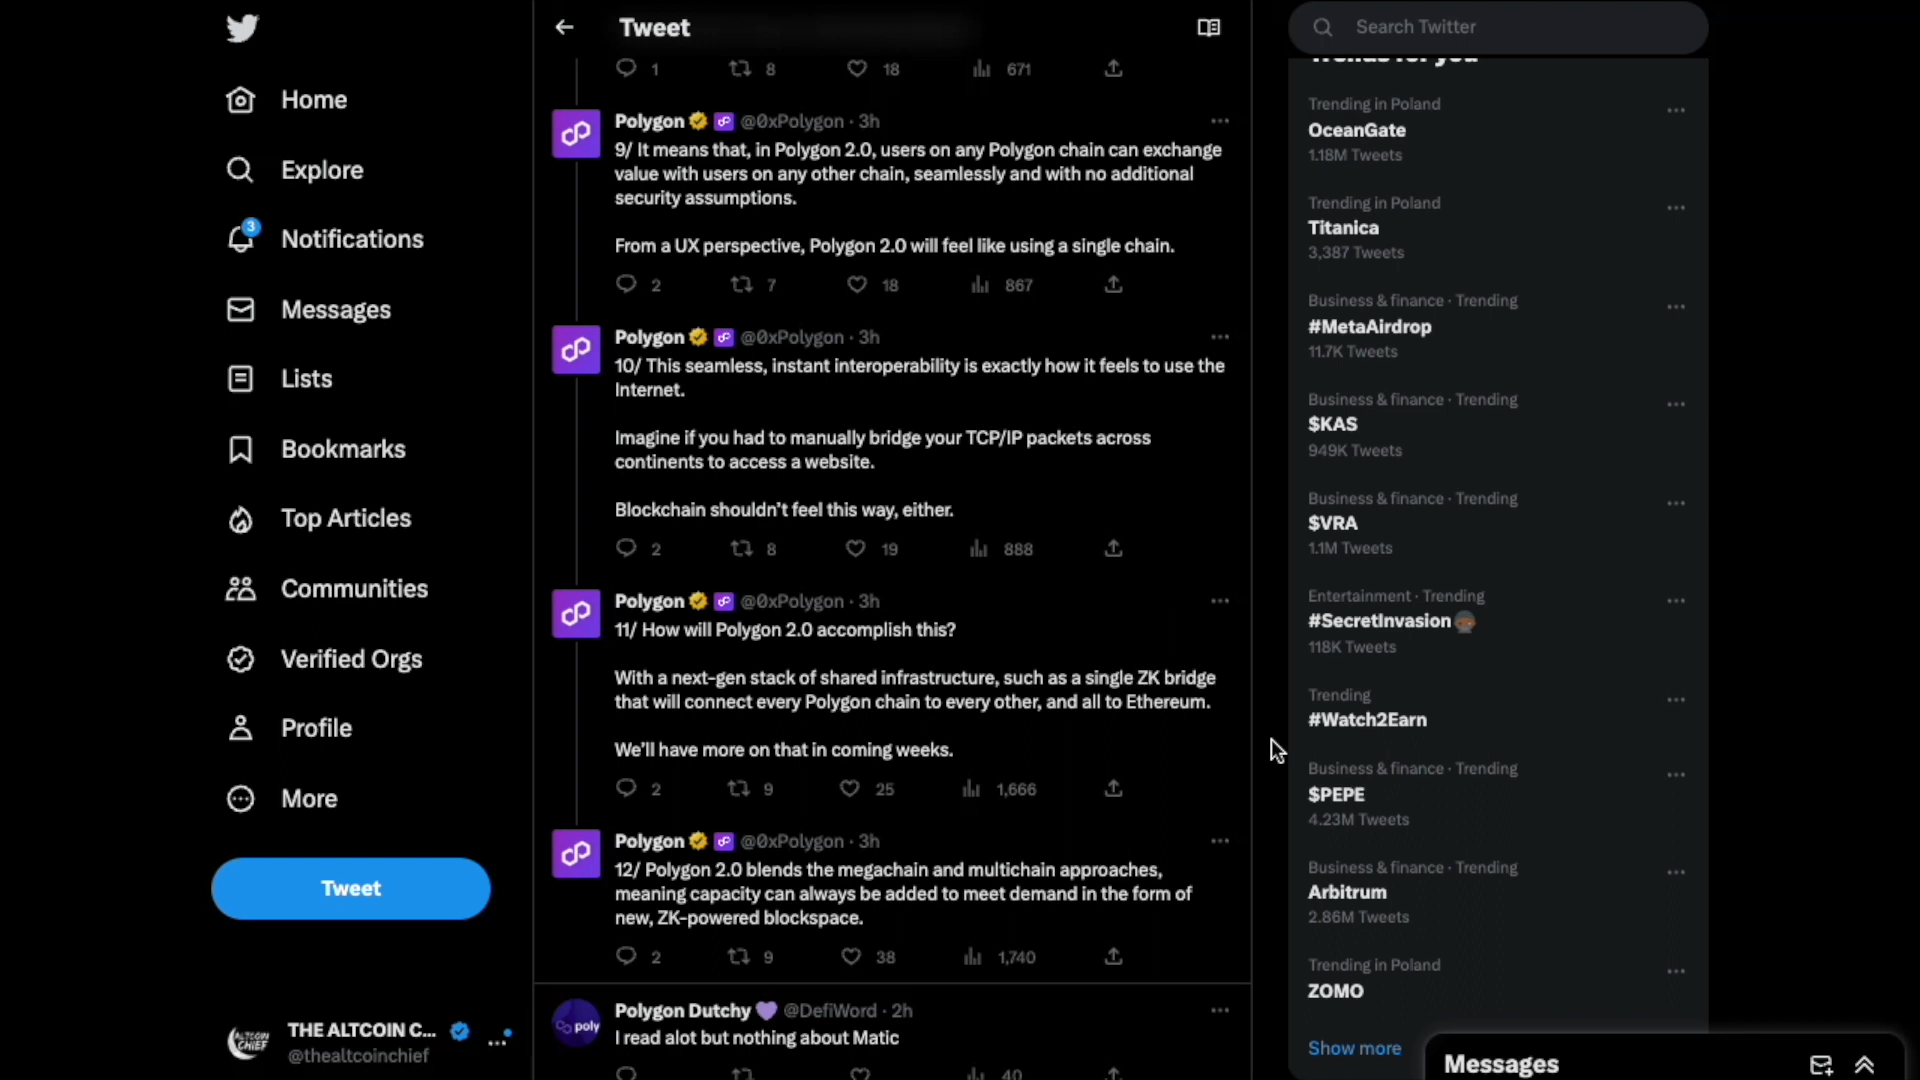 Home
Explore
3
Notifications
Messages
Lists
Bookmarks
Top Articles
Communities
Verified Orgs
Profile
More
Tweet
ALTCOIN
CHIEF
THE ALTCOIN C...
@thealtcoinchief
Tweet
1 8 18 671
Polygon @0xPolygon · 3h
9/ It means that, in Polygon 2.0, users on any Polygon chain can exchange
value with users on any other chain, seamlessly and with no additional
security assumptions.
From a UX perspective, Polygon 2.0 will feel like using a single chain.
2 7 18 867
Polygon @0xPolygon · 3h
10/ This seamless, instant interoperability is exactly how it feels to use the
Internet.
Imagine if you had to manually bridge your TCP/IP packets across
continents to access a website.
Blockchain shouldn't feel this way, either.
2 8 19 888
Polygon @0xPolygon · 3h
11/ How will Polygon 2.0 accomplish this?
With a next-gen stack of shared infrastructure, such as a single ZK bridge
that will connect every Polygon chain to every other, and all to Ethereum.
We'll have more on that in coming weeks.
2 9 25 1,666
Polygon @0xPolygon · 3h
12/ Polygon 2.0 blends the megachain and multichain approaches,
meaning capacity can always be added to meet demand in the form of
new, ZK-powered blockspace.
2 9 38 1,740
poly
Polygon Dutchy 💜 @DefiWord · 2h
I read alot but nothing about Matic
40
Search Twitter
Trends for you
Trending in Poland
OceanGate
1.18M Tweets
Trending in Poland
Titanica
3,387 Tweets
Business & finance · Trending
#MetaAirdrop
11.7K Tweets
Business & finance · Trending
$KAS
949K Tweets
Business & finance · Trending
$VRA
1.1M Tweets
Entertainment · Trending
#SecretInvasion
118K Tweets
Trending
#Watch2Earn
Business & finance · Trending
$PEPE
4.23M Tweets
Business & finance · Trending
Arbitrum
2.86M Tweets
Trending in Poland
ZOMO
Show more
Messages